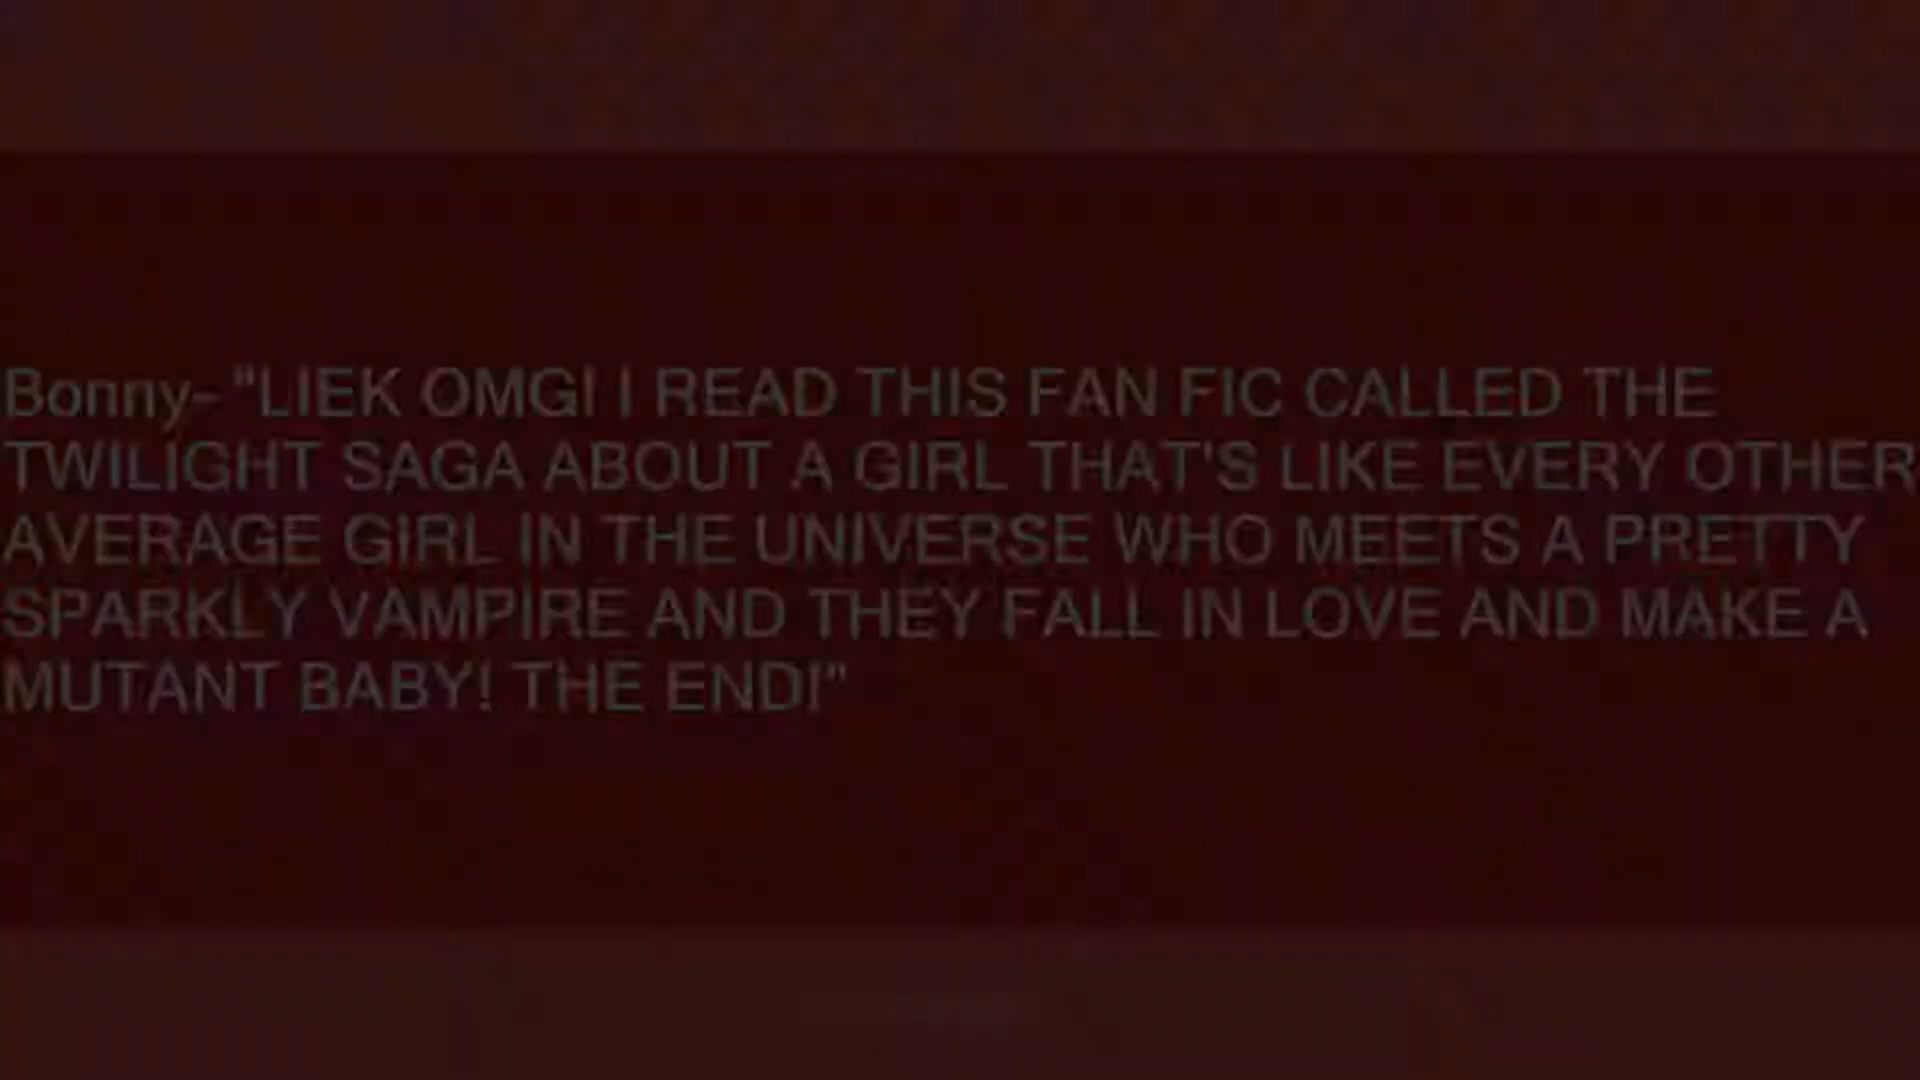 Bonny- "LIEK OMG! I READ THIS FAN FIC CALLED THE
TWILIGHT SAGA ABOUT A GIRL THAT'S LIKE EVERY OTHER
AVERAGE GIRL IN THE UNIVERSE WHO MEETS A PRETTY
SPARKLY VAMPIRE AND THEY FALL IN LOVE AND MAKE A
MUTANT BABY! THE END!"